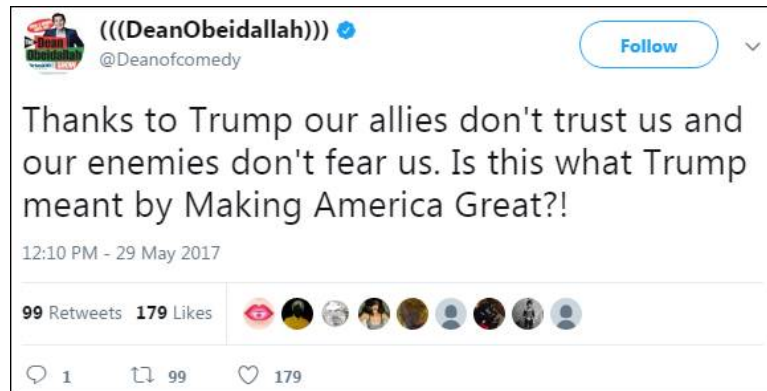 (((DeanObeidallah)))
@Deanofcomedy
Follow
Thanks to Trump our allies don't trust us and
our enemies don't fear us. Is this what Trump
meant by Making America Great?!
12:10 PM - 29 May 2017
99 Retweets 179 Likes
1 99 179